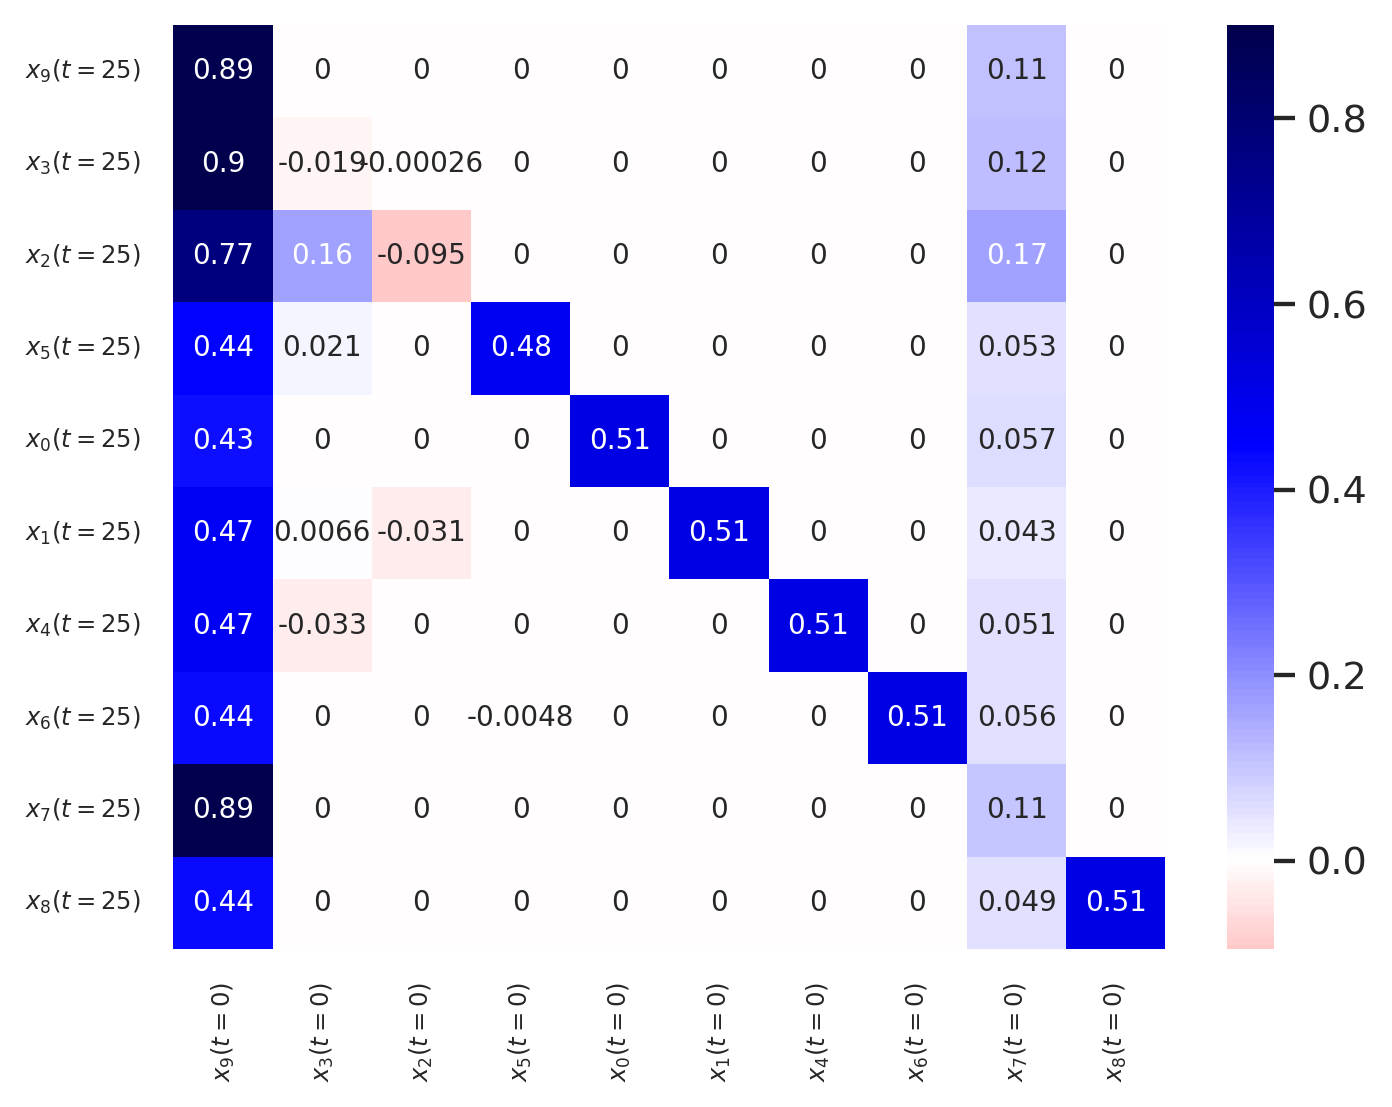 x₉(t = 25) 0.89 0 0 0 0 0 0 0 0.11 0
x₃(t = 25) 0.9 -0.019 -0.00026 0 0 0 0 0 0.12 0
x₂(t = 25) 0.77 0.16 -0.095 0 0 0 0 0 0.17 0
x₅(t = 25) 0.44 0.021 0 0.48 0 0 0 0 0.053 0
x₀(t = 25) 0.43 0 0 0 0.51 0 0 0 0.057 0
x₁(t = 25) 0.47 0.0066 -0.031 0 0 0.51 0 0 0.043 0
x₄(t = 25) 0.47 -0.033 0 0 0 0 0.51 0 0.051 0
x₆(t = 25) 0.44 0 0 -0.0048 0 0 0 0.51 0.056 0
x₇(t = 25) 0.89 0 0 0 0 0 0 0 0.11 0
x₈(t = 25) 0.44 0 0 0 0 0 0 0 0.049 0.51
x₉(t = 0)
x₃(t = 0)
x₂(t = 0)
x₅(t = 0)
x₀(t = 0)
x₁(t = 0)
x₄(t = 0)
x₆(t = 0)
x₇(t = 0)
x₈(t = 0)
0.8
0.6
0.4
0.2
0.0